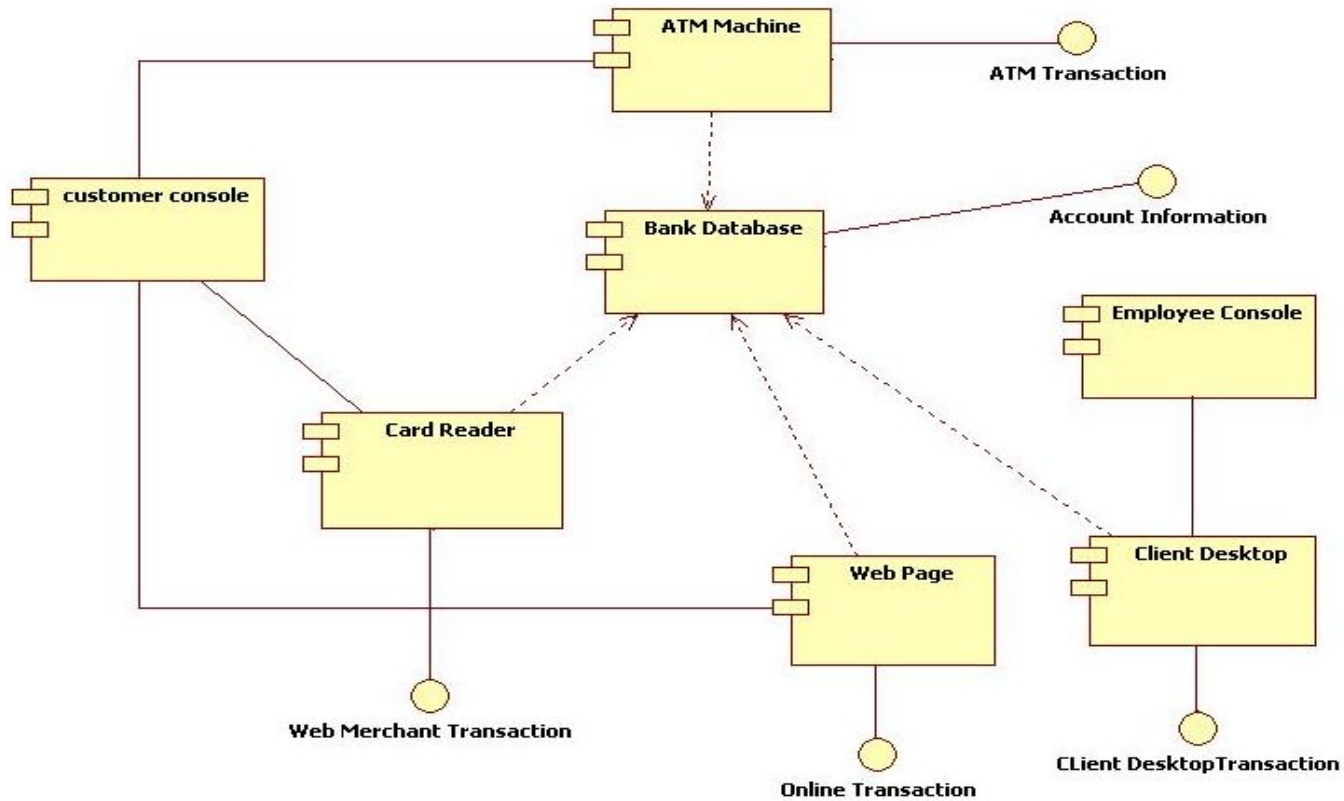 ATM Machine
ATM Transaction
customer console
Bank Database
Account Information
Employee Console
Card Reader
Client Desktop
Web Page
Web Merchant Transaction
CLient DesktopTransaction
Online Transaction